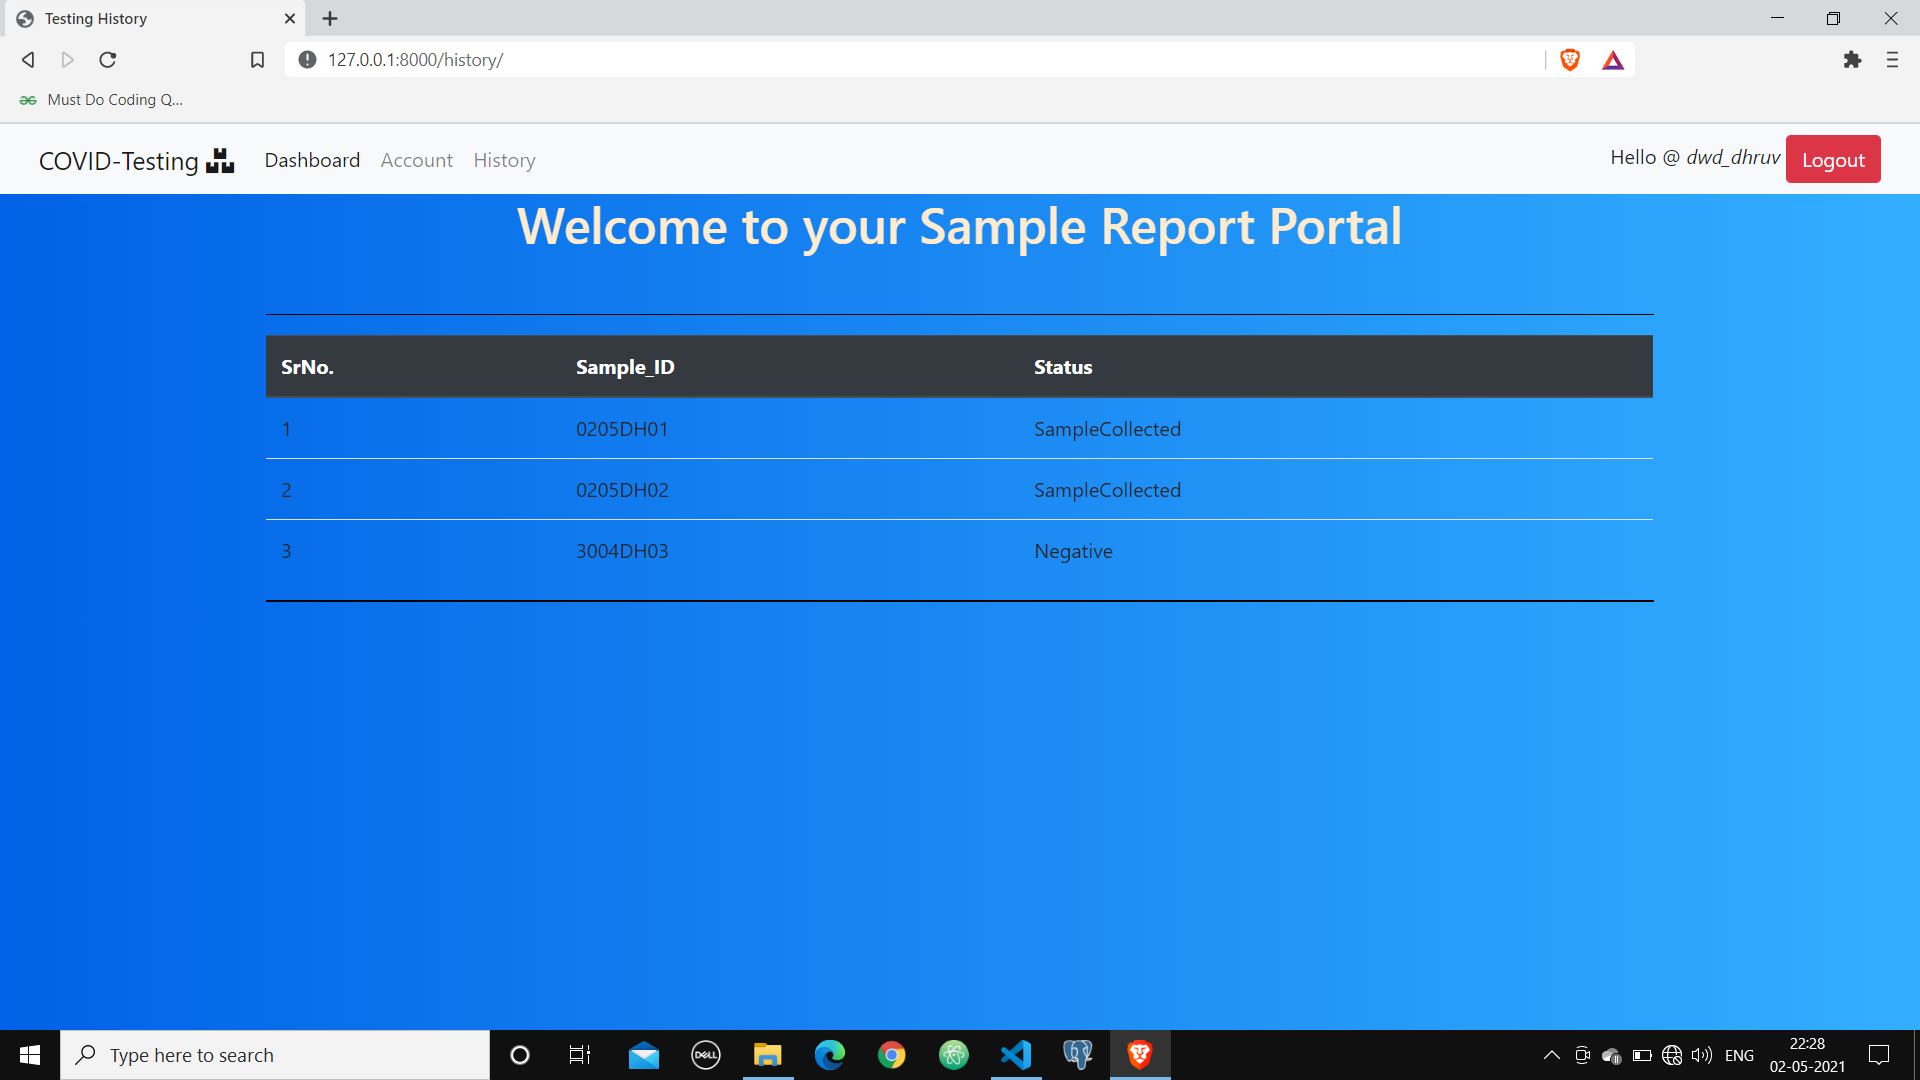 Testing History
127.0.0.1:8000/history/
Must Do Coding Q...
COVID-Testing Dashboard Account History Hello @ dwd_dhruv Logout
Welcome to your Sample Report Portal
SrNo. Sample_ID Status
1 0205DH01 SampleCollected
2 0205DH02 SampleCollected
3 3004DH03 Negative
Type here to search
DELL
ENG
22:28
02-05-2021